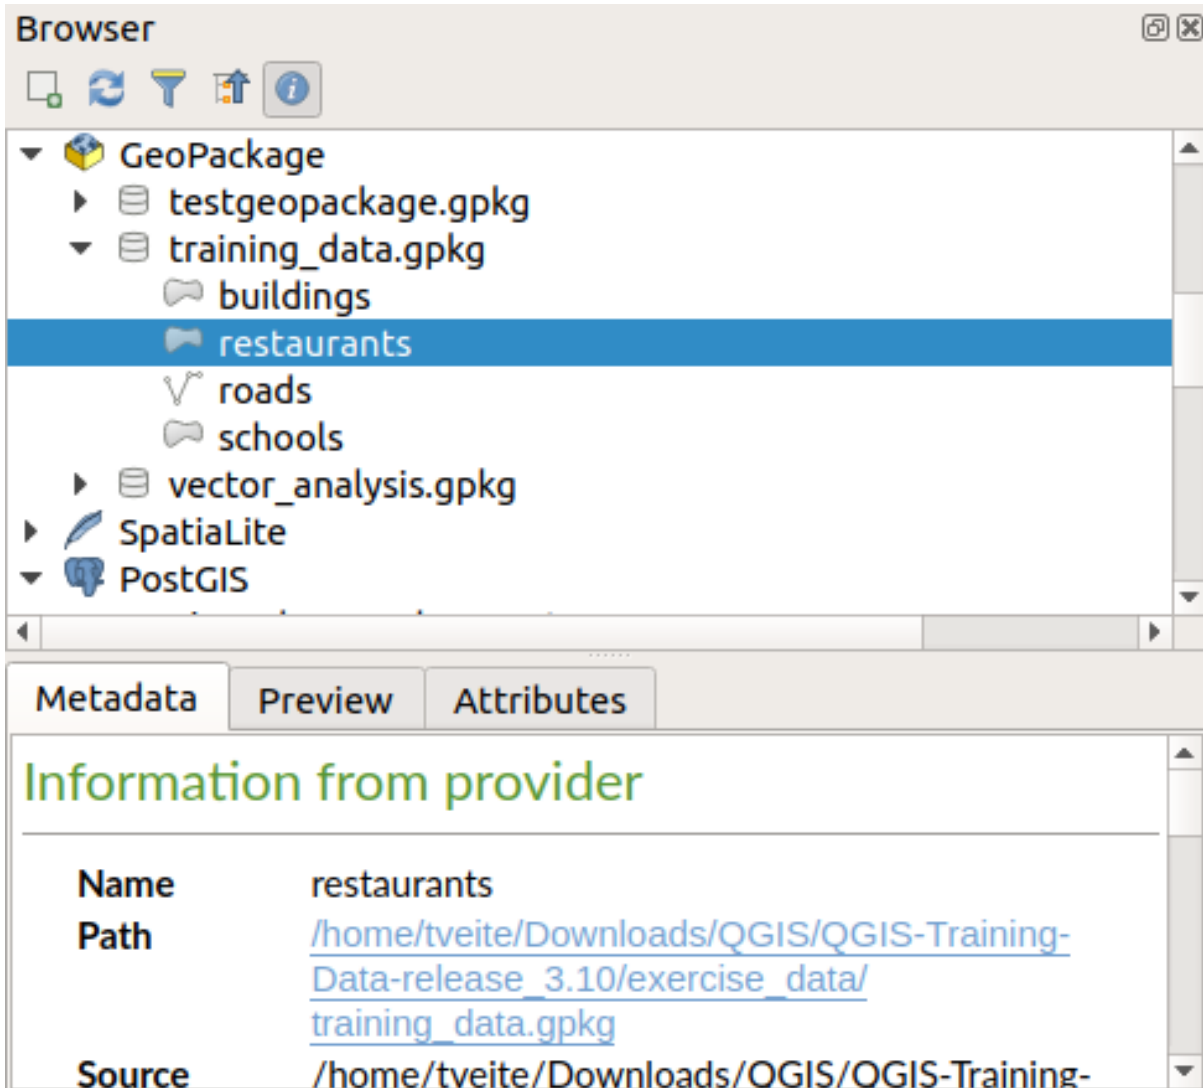 Browser
GeoPackage
testgeopackage.gpkg
training_data.gpkg
buildings
restaurants
roads
schools
vector_analysis.gpkg
SpatiaLite
PostGIS
Metadata Preview Attributes
Information from provider
Name restaurants
Path /home/tveite/Downloads/QGIS/QGIS-Training-
Data-release_3.10/exercise_data/
training_data.gpkg
Source /home/tveite/Downloads/QGIS/QGIS-Training-